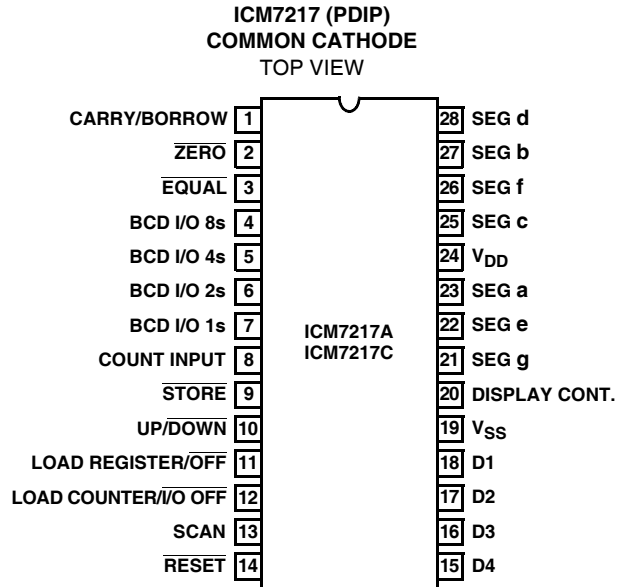 ICM7217 (PDIP)
COMMON CATHODE
TOP VIEW
CARRY/BORROW 1
ZERO 2
EQUAL 3
BCD I/O 8s 4
BCD I/O 4s 5
BCD I/O 2s 6
BCD I/O 1s 7
COUNT INPUT 8
STORE 9
UP/DOWN 10
LOAD REGISTER/OFF 11
LOAD COUNTER/I/O OFF 12
SCAN 13
RESET 14
ICM7217A
ICM7217C
28 SEG d
27 SEG b
26 SEG f
25 SEG c
24 VDD
23 SEG a
22 SEG e
21 SEG g
20 DISPLAY CONT.
19 VSS
18 D1
17 D2
16 D3
15 D4